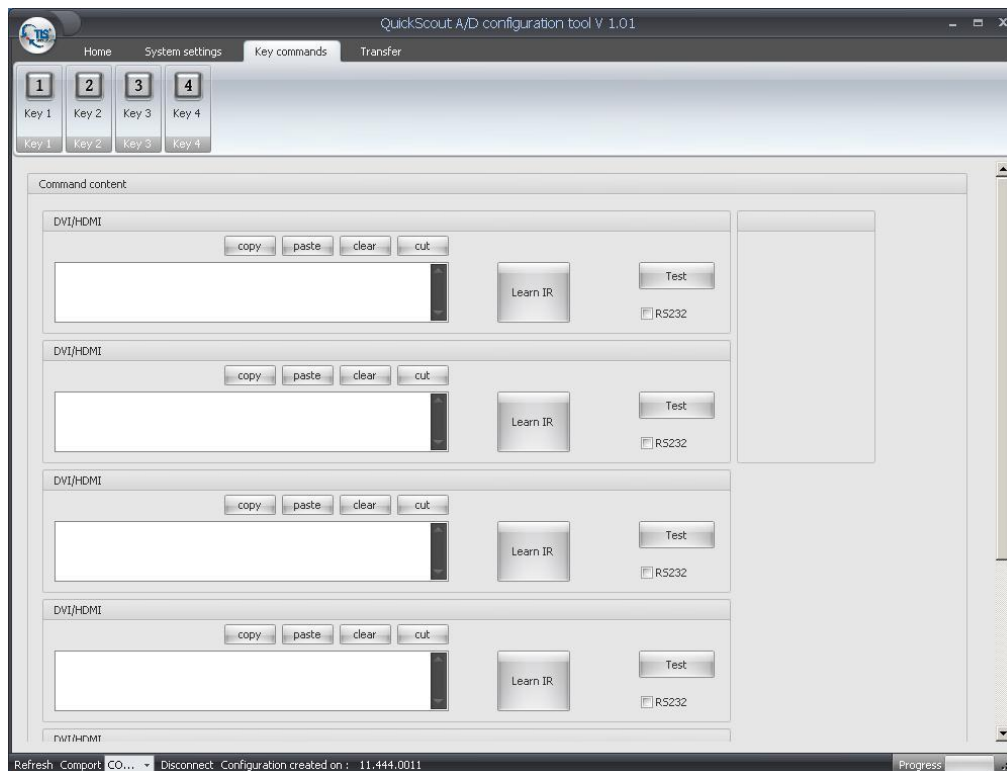 QuickScout A/D configuration tool V 1.01
TLS
Home System settings Key commands Transfer
1 2 3 4
Key 1 Key 2 Key 3 Key 4
Key 1 Key 2 Key 3 Key 4
Command content
DVI/HDMI
copy paste clear cut
Learn IR
Test
RS232
DVI/HDMI
copy paste clear cut
Learn IR
Test
RS232
DVI/HDMI
copy paste clear cut
Learn IR
Test
RS232
DVI/HDMI
copy paste clear cut
Learn IR
Test
RS232
DVI/HDMI
Refresh Comport CO... Disconnect Configuration created on : 11.444.0011 Progress